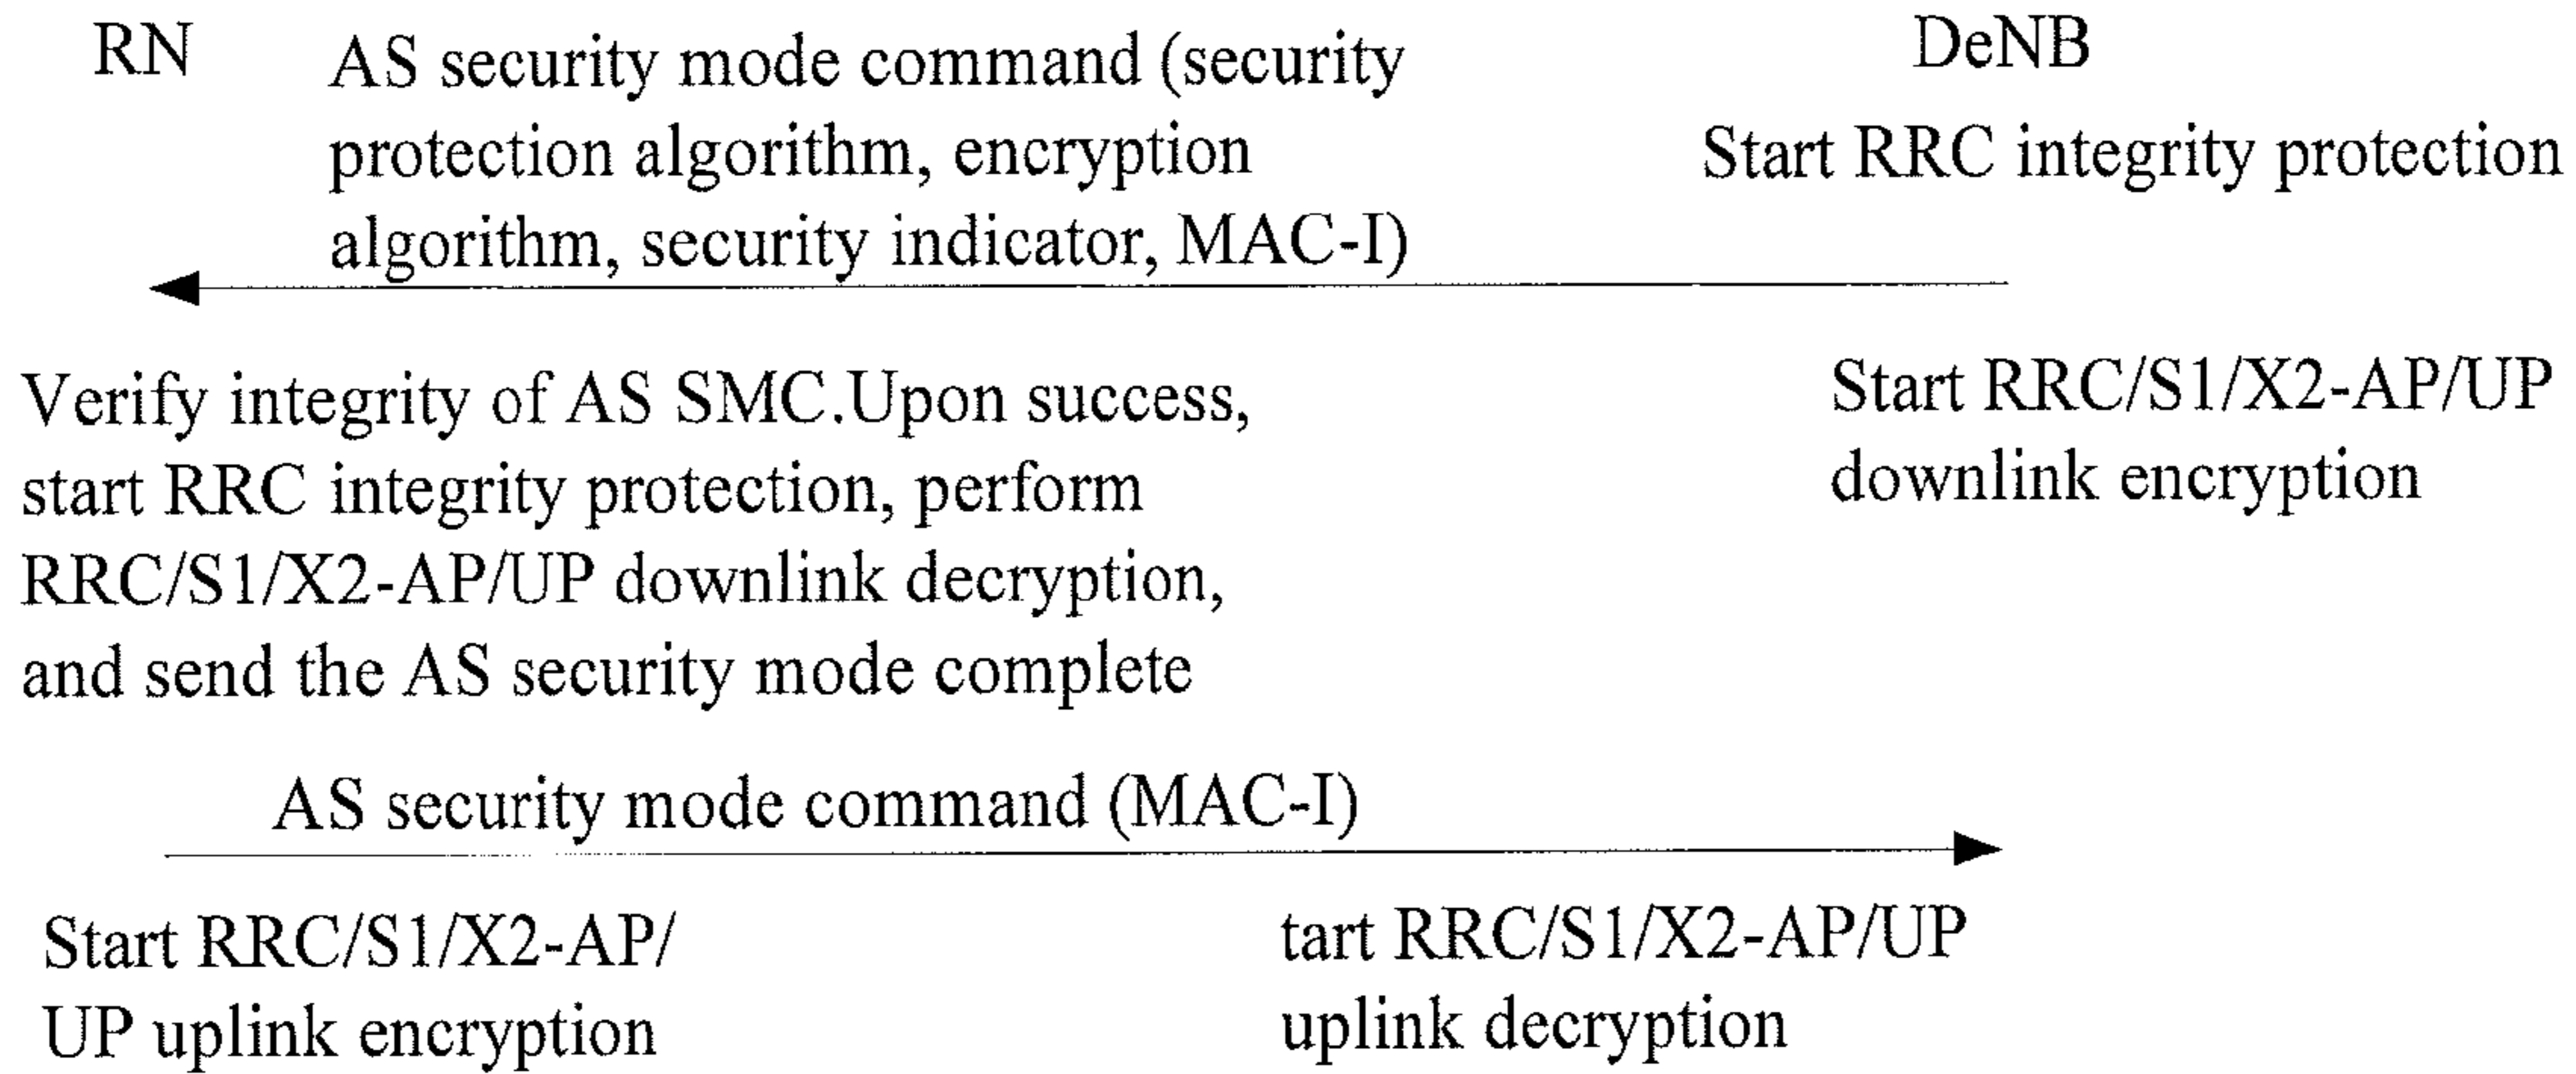 RN
DeNB
AS security mode command (security
protection algorithm, encryption
algorithm, security indicator, MAC-I)
Start RRC integrity protection
Verify integrity of AS SMC.Upon success,
start RRC integrity protection, perform
RRC/S1/X2-AP/UP downlink decryption,
and send the AS security mode complete
Start RRC/S1/X2-AP/UP
downlink encryption
AS security mode command (MAC-I)
Start RRC/S1/X2-AP/
UP uplink encryption
tart RRC/S1/X2-AP/UP
uplink decryption